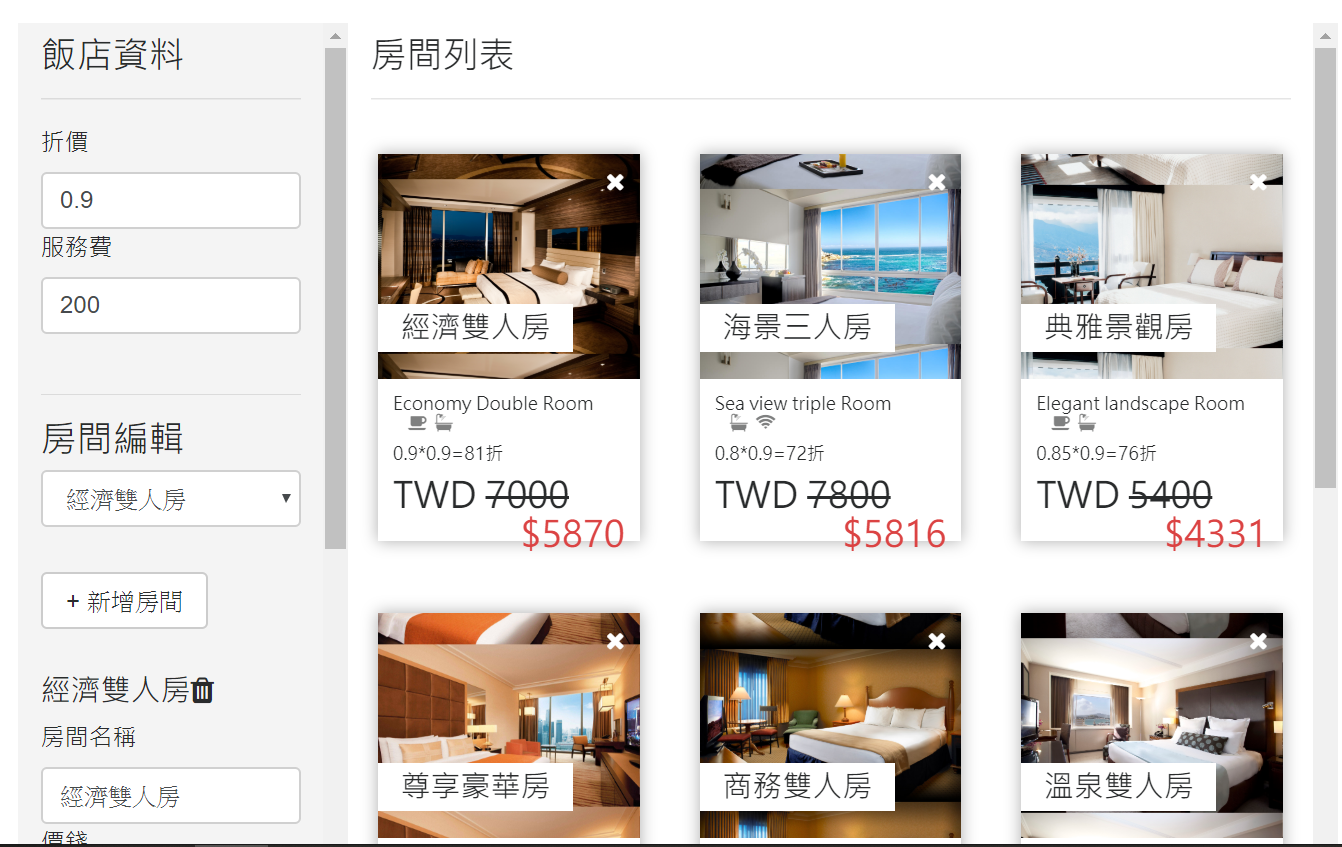 飯店資料
折價
0.9
服務費
200
房間編輯
經濟雙人房
+ 新增房間
經濟雙人房
房間名稱
經濟雙人房
價錢
房間列表
經濟雙人房
Economy Double Room
0.9*0.9=81折
TWD 7000
$5870
海景三人房
Sea view triple Room
0.8*0.9=72折
TWD 7800
$5816
典雅景觀房
Elegant landscape Room
0.85*0.9=76折
TWD 5400
$4331
尊享豪華房
商務雙人房
溫泉雙人房